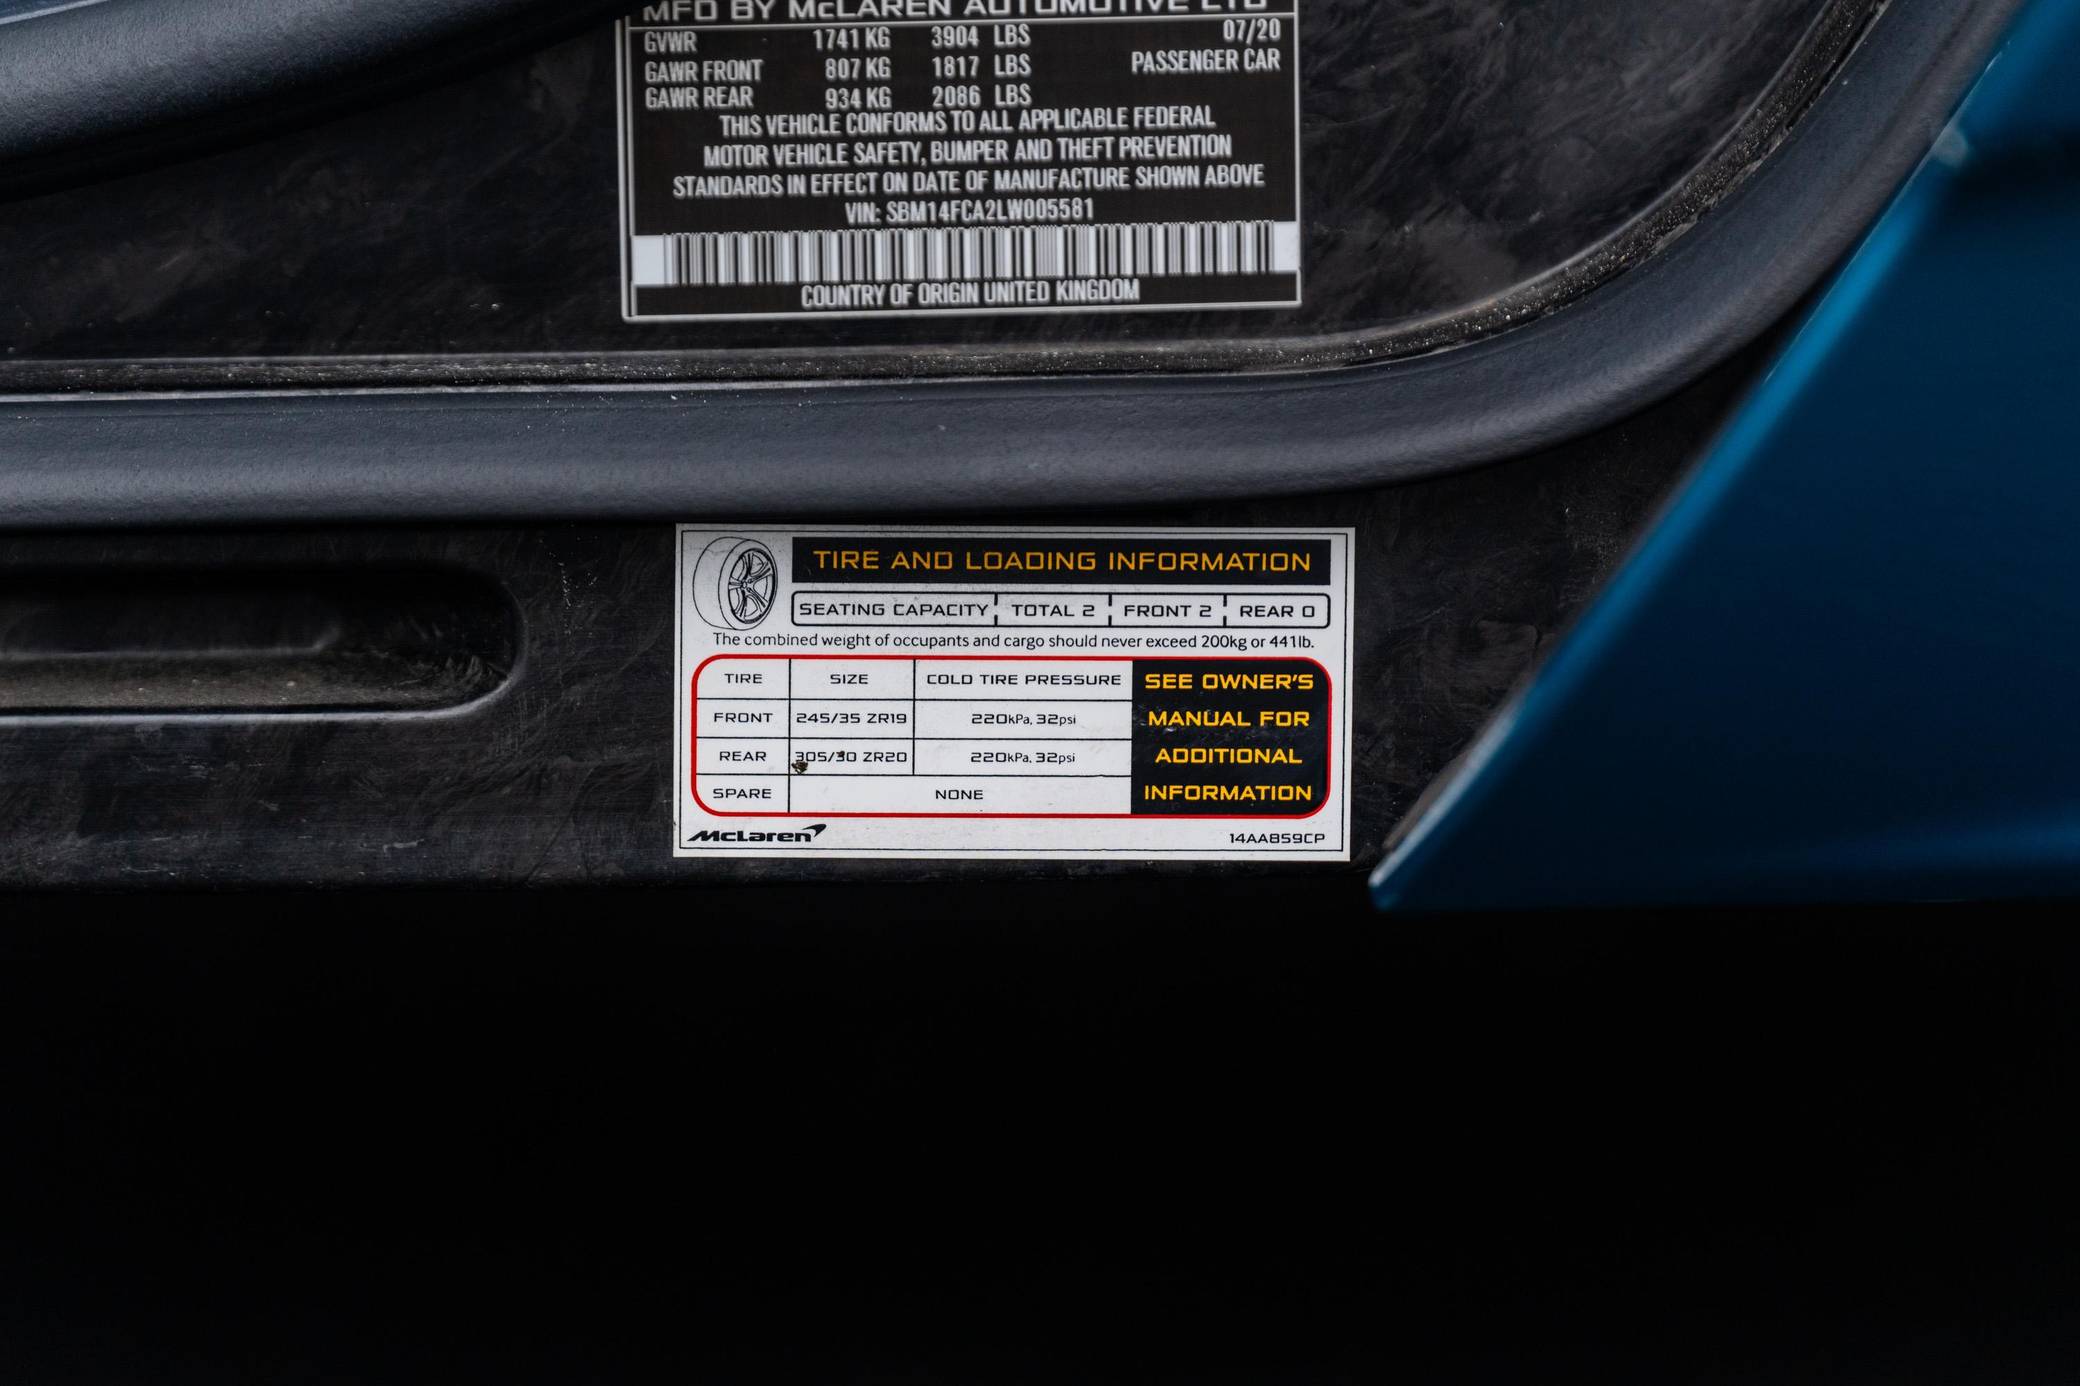 MFD BY McLAREN AUTOMOTIVE LTD
GVWR 1741 KG 3904 LBS 07/20
GAWR FRONT 807 KG 1817 LBS PASSENGER CAR
GAWR REAR 934 KG 2086 LBS
THIS VEHICLE CONFORMS TO ALL APPLICABLE FEDERAL
MOTOR VEHICLE SAFETY, BUMPER AND THEFT PREVENTION
STANDARDS IN EFFECT ON DATE OF MANUFACTURE SHOWN ABOVE
VIN: SBM14FCA2LW005581
COUNTRY OF ORIGIN UNITED KINGDOM
TIRE AND LOADING INFORMATION
SEATING CAPACITY TOTAL 2 FRONT 2 REAR 0
The combined weight of occupants and cargo should never exceed 200kg or 441lb.
TIRE SIZE COLD TIRE PRESSURE SEE OWNER'S
FRONT 245/35 ZR19 220kPa, 32psi MANUAL FOR
REAR 305/30 ZR20 220kPa, 32psi ADDITIONAL
SPARE NONE INFORMATION
McLaren 14AA859CP